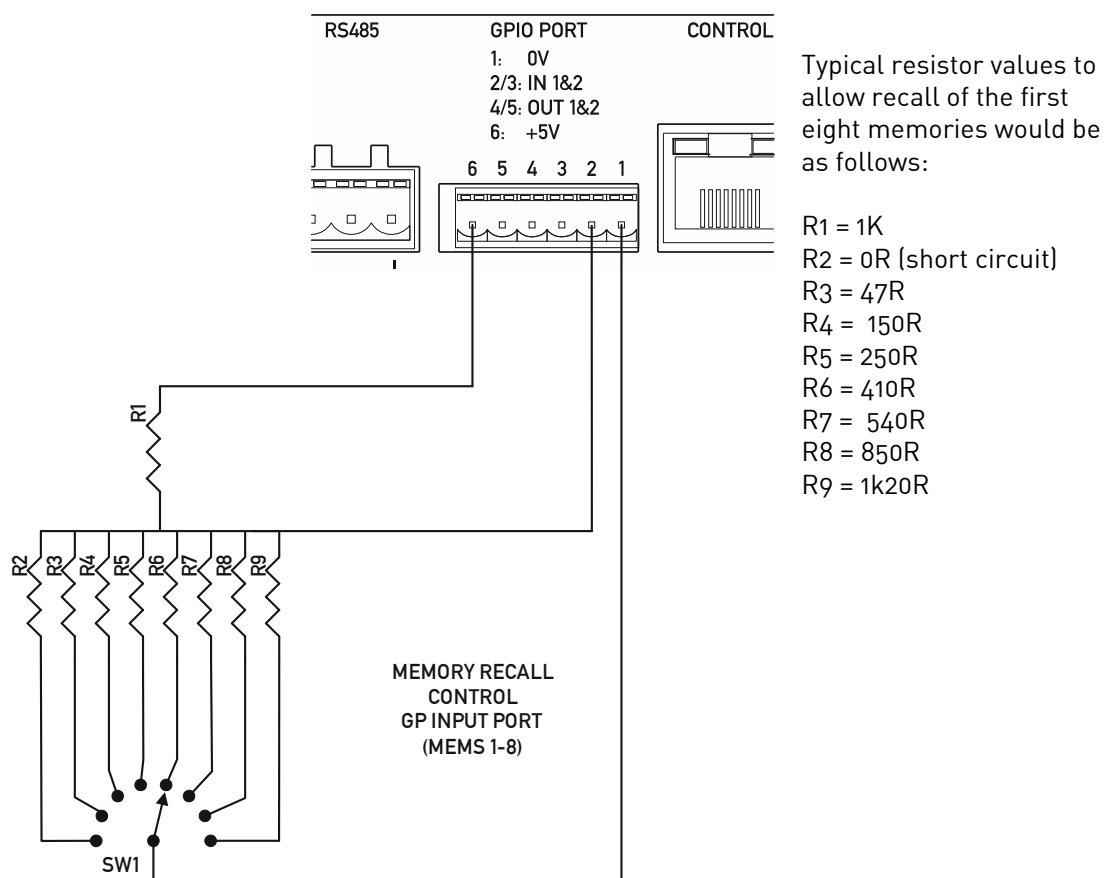 RS485
GPIO PORT
CONTROL
1: 0V
2/3: IN 1&2
4/5: OUT 1&2
6: +5V
6 5 4 3 2 1
Typical resistor values to
allow recall of the first
eight memories would be
as follows:
R1 = 1K
R2 = 0R (short circuit)
R3 = 47R
R4 = 150R
R5 = 250R
R6 = 410R
R7 = 540R
R8 = 850R
R9 = 1k20R
R1
R2
R3
R4
R5
R6
R7
R8
R9
MEMORY RECALL
CONTROL
GP INPUT PORT
(MEMS 1-8)
SW1